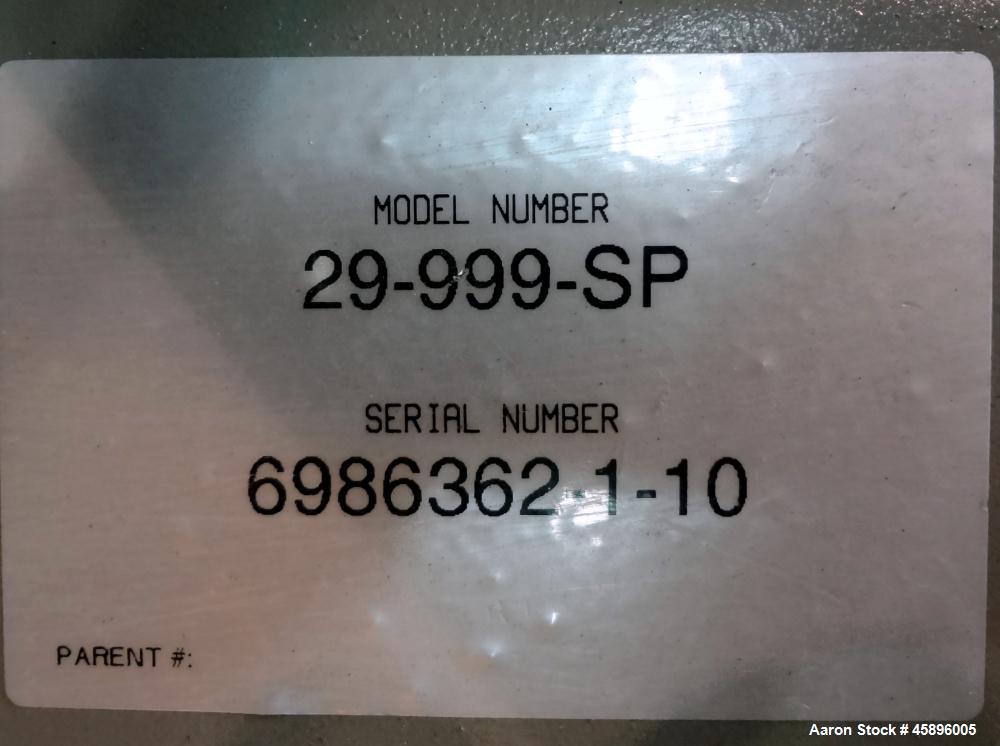 MODEL NUMBER
29-999-SP
SERIAL NUMBER
6986362-1-10
PARENT #:
Aaron Stock # 45896005